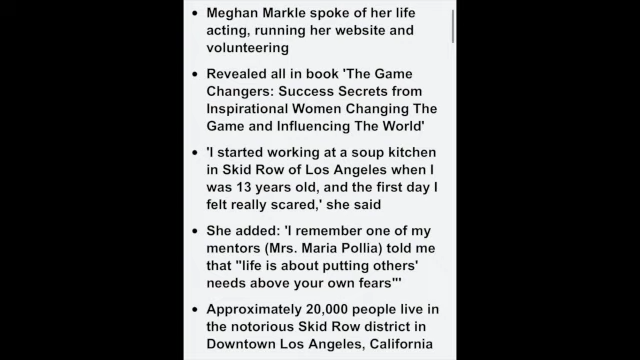 • Meghan Markle spoke of her life
acting, running her website and
volunteering
• Revealed all in book 'The Game
Changers: Success Secrets from
Inspirational Women Changing The
Game and Influencing The World'
• 'I started working at a soup kitchen
in Skid Row of Los Angeles when I
was 13 years old, and the first day I
felt really scared,' she said
• She added: 'I remember one of my
mentors (Mrs. Maria Pollia) told me
that "life is about putting others'
needs above your own fears"'
• Approximately 20,000 people live in
the notorious Skid Row district in
Downtown Los Angeles, California